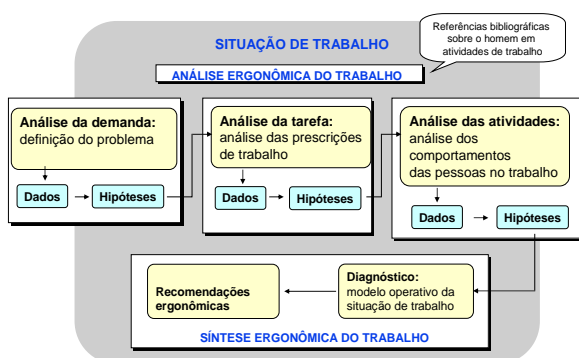 Referências bibliográficas
sobre o homem em
atividades de trabalho
SITUAÇÃO DE TRABALHO
ANÁLISE ERGONÔMICA DO TRABALHO
Análise da demanda:
definição do problema
Dados
Hipóteses
Análise da tarefa:
análise das prescrições
de trabalho
Dados
Hipóteses
Análise das atividades:
análise dos
comportamentos
das pessoas no trabalho
Dados
Hipóteses
Diagnóstico:
modelo operativo da
situação de trabalho
Recomendações
ergonômicas
SÍNTESE ERGONÔMICA DO TRABALHO